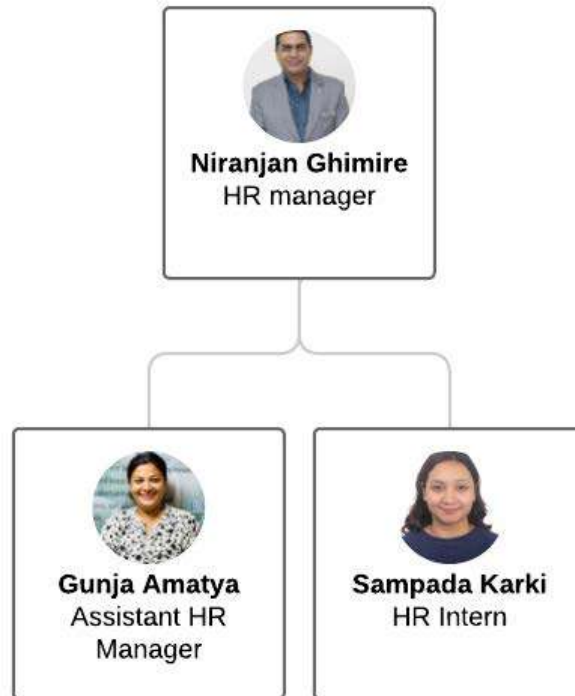 Niranjan Ghimire
HR manager
Gunja Amatya
Assistant HR
Manager
Sampada Karki
HR Intern